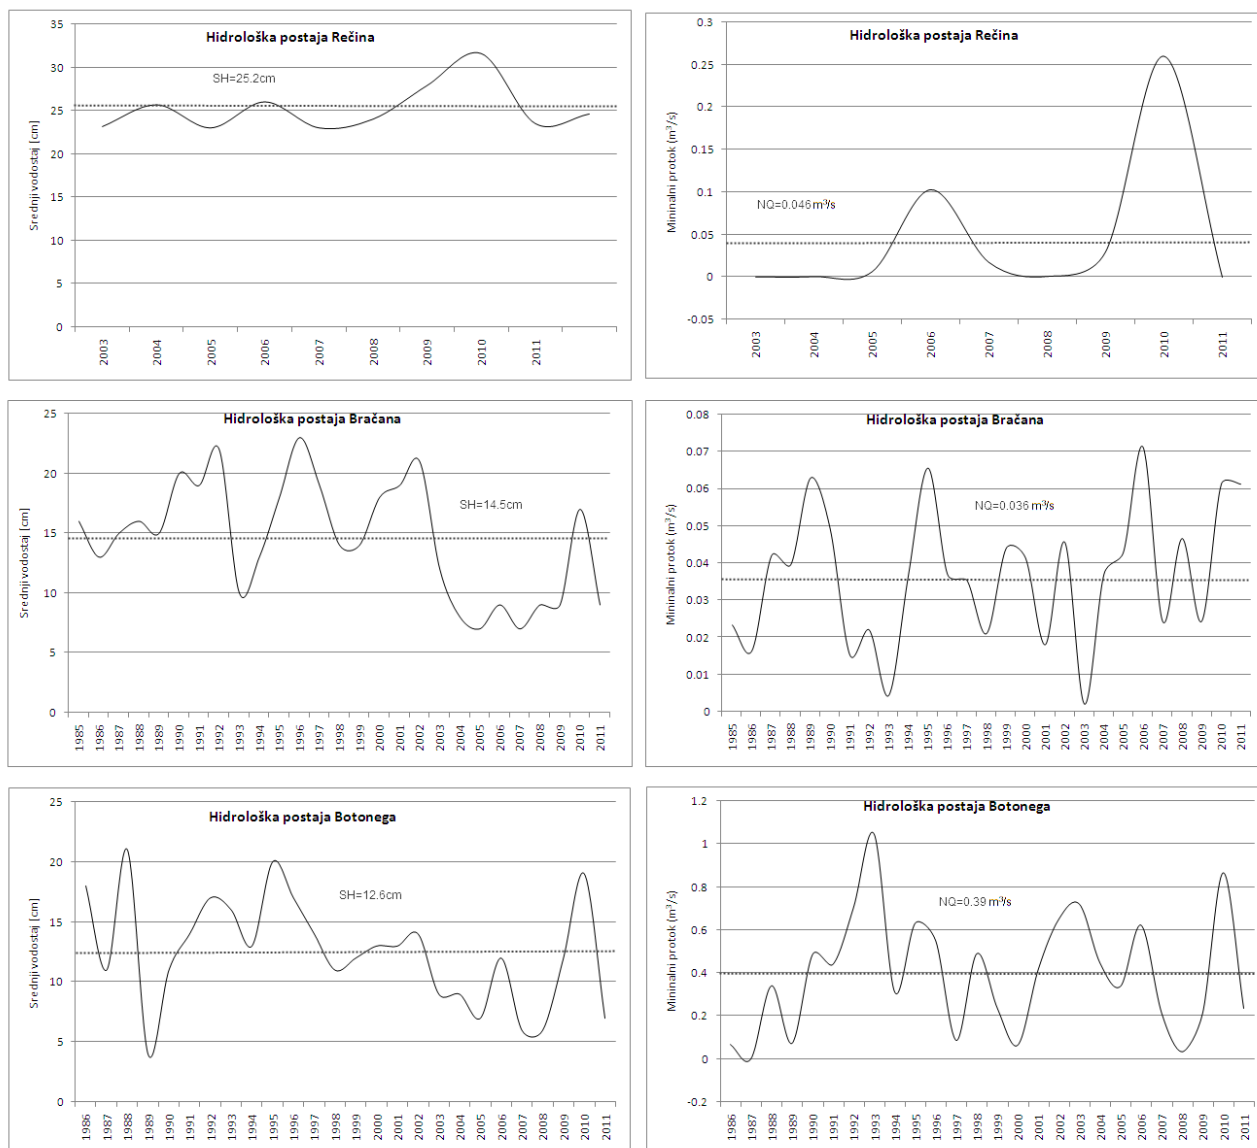 Hidrološka postaja Rečina
SH=25.2cm
Srednji vodostaj [cm]
35
30
25
20
15
10
5
0
2003 2004 2005 2006 2007 2008 2009 2010 2011
Hidrološka postaja Rečina
NQ=0.046 m³/s
Mininalni protok (m³/s)
0.3
0.25
0.2
0.15
0.1
0.05
0
-0.05
2003 2004 2005 2006 2007 2008 2009 2010 2011
Hidrološka postaja Bračana
SH=14.5cm
Srednji vodostaj [cm]
25
20
15
10
5
0
1985 1986 1987 1988 1989 1990 1991 1992 1993 1994 1995 1996 1997 1998 1999 2000 2001 2002 2003 2004 2005 2006 2007 2008 2009 2010 2011
Hidrološka postaja Bračana
NQ=0.036 m³/s
Mininalni protok (m³/s)
0.08
0.07
0.06
0.05
0.04
0.03
0.02
0.01
0
1985 1986 1987 1988 1989 1990 1991 1992 1993 1994 1995 1996 1997 1998 1999 2000 2001 2002 2003 2004 2005 2006 2007 2008 2009 2010 2011
Hidrološka postaja Botonega
SH=12.6cm
Srednji vodostaj [cm]
25
20
15
10
5
0
1986 1987 1988 1989 1990 1991 1992 1993 1994 1995 1996 1997 1998 1999 2000 2001 2002 2003 2004 2005 2006 2007 2008 2009 2010 2011
Hidrološka postaja Botonega
NQ=0.39 m³/s
Mininalni protok (m³/s)
1.2
1
0.8
0.6
0.4
0.2
0
-0.2
1986 1987 1988 1989 1990 1991 1992 1993 1994 1995 1996 1997 1998 1999 2000 2001 2002 2003 2004 2005 2006 2007 2008 2009 2010 2011